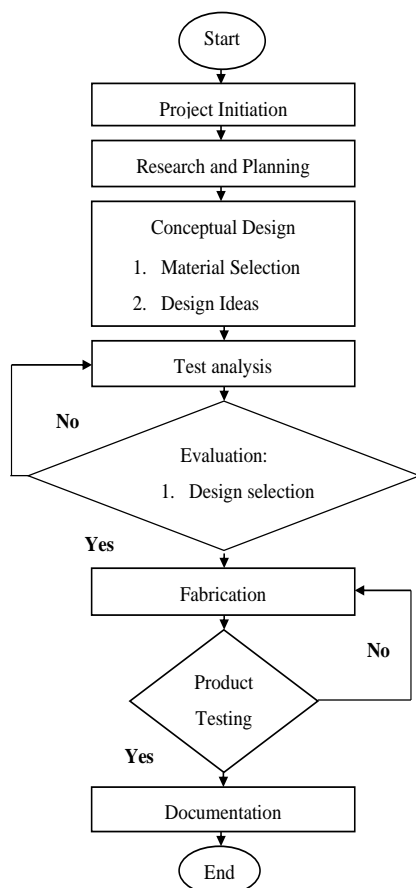 Start
Project Initiation
Research and Planning
Conceptual Design
1. Material Selection
2. Design Ideas
Test analysis
No
Evaluation:
1. Design selection
Yes
Fabrication
No
Product
Testing
Yes
Documentation
End